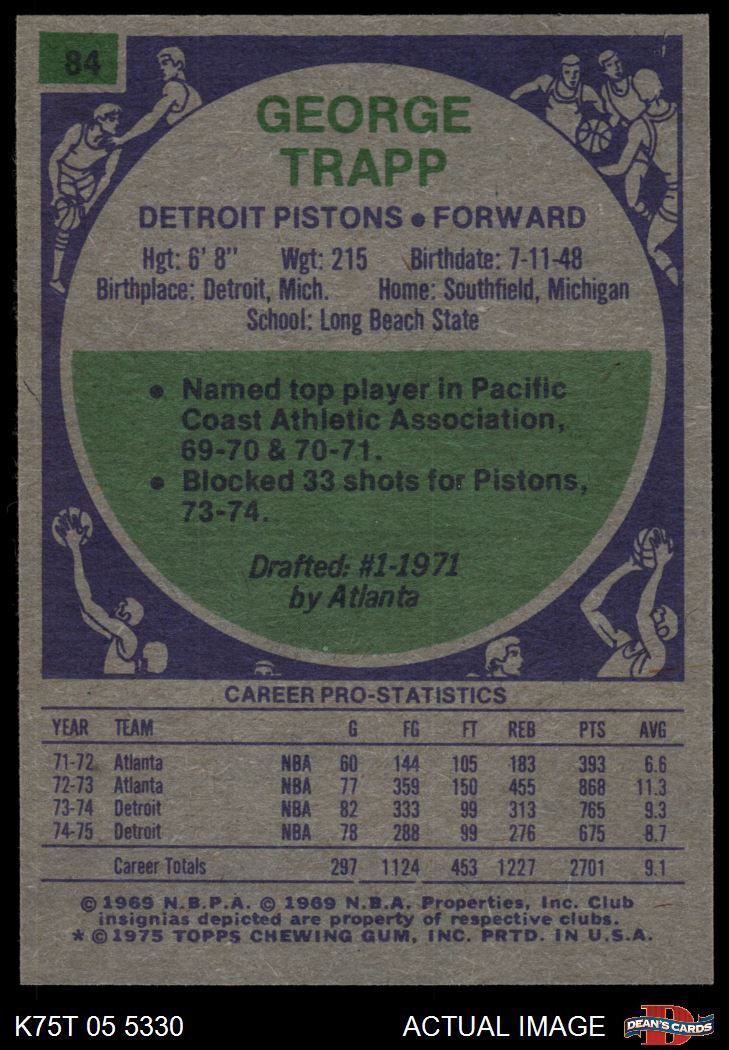 84
GEORGE
TRAPP
DETROIT PISTONS • FORWARD
Hgt: 6' 8" Wgt: 215 Birthdate: 7-11-48
Birthplace: Detroit, Mich. Home: Southfield, Michigan
School: Long Beach State
• Named top player in Pacific
Coast Athletic Association,
69-70 & 70-71.
• Blocked 33 shots for Pistons,
73-74.
Drafted: #1-1971
by Atlanta
CAREER PRO-STATISTICS
YEAR TEAM G FG FT REB PTS AVG
71-72 Atlanta NBA 60 144 105 183 393 6.6
72-73 Atlanta NBA 77 359 150 455 868 11.3
73-74 Detroit NBA 82 333 99 313 765 9.3
74-75 Detroit NBA 78 288 99 276 675 8.7
Career Totals 297 1124 453 1227 2701 9.1
© 1969 N.B.P.A. © 1969 N.B.A. Properties, Inc. Club
insignias depicted are property of respective clubs.
* © 1975 TOPPS CHEWING GUM, INC. PRTD. IN U.S.A.
K75T 05 5330 ACTUAL IMAGE
D
DEAN'S CARDS